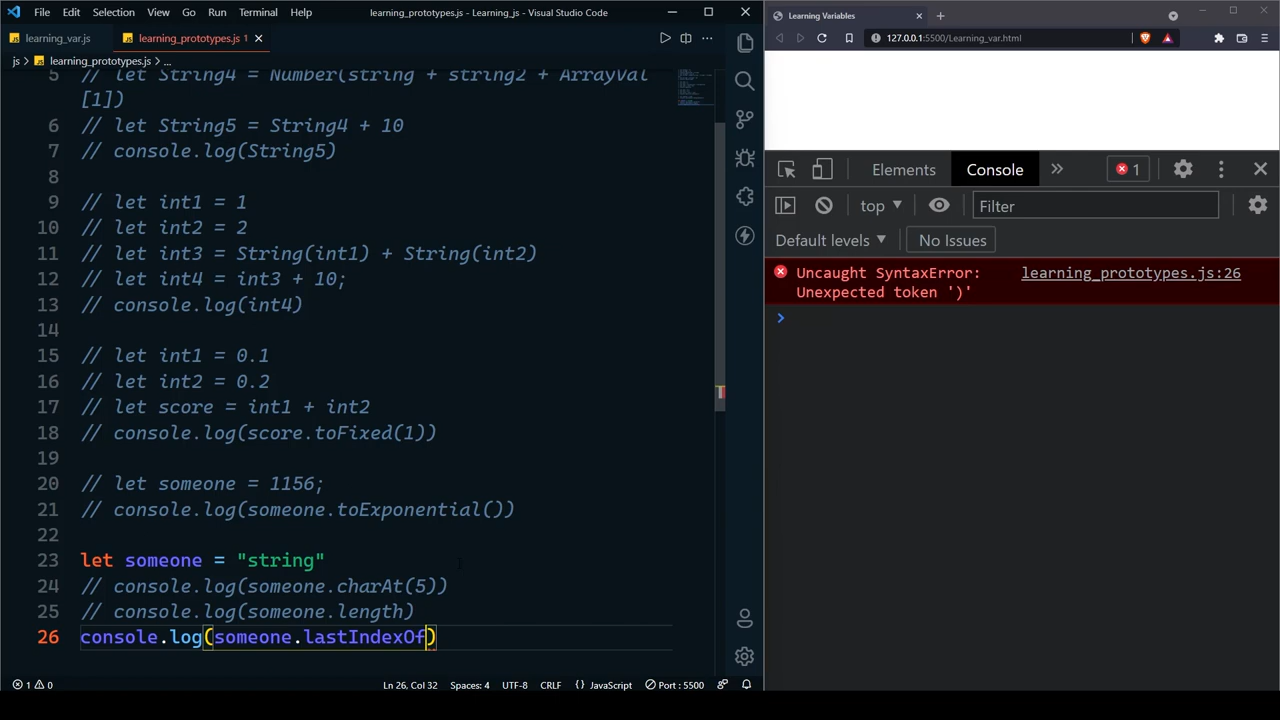 File Edit Selection View Go Run Terminal Help learning_prototypes.js - Learning_js - Visual Studio Code
learning_var.js learning_prototypes.js 1
js > learning_prototypes.js > ...
5 // let String4 = Number(string + string2 + ArrayVal
[1])
6 // let String5 = String4 + 10
7 // console.log(String5)
8
9 // let int1 = 1
10 // let int2 = 2
11 // let int3 = String(int1) + String(int2)
12 // let int4 = int3 + 10;
13 // console.log(int4)
14
15 // let int1 = 0.1
16 // let int2 = 0.2
17 // let score = int1 + int2
18 // console.log(score.toFixed(1))
19
20 // let someone = 1156;
21 // console.log(someone.toExponential())
22
23 let someone = "string"
24 // console.log(someone.charAt(5))
25 // console.log(someone.length)
26 console.log(someone.lastIndexOf)
1 0 Ln 26, Col 32 Spaces: 4 UTF-8 CRLF {} JavaScript Port : 5500
Learning Variables
127.0.0.1:5500/Learning_var.html
Elements Console 1
top Filter
Default levels No Issues
Uncaught SyntaxError: learning_prototypes.js:26
Unexpected token ')'